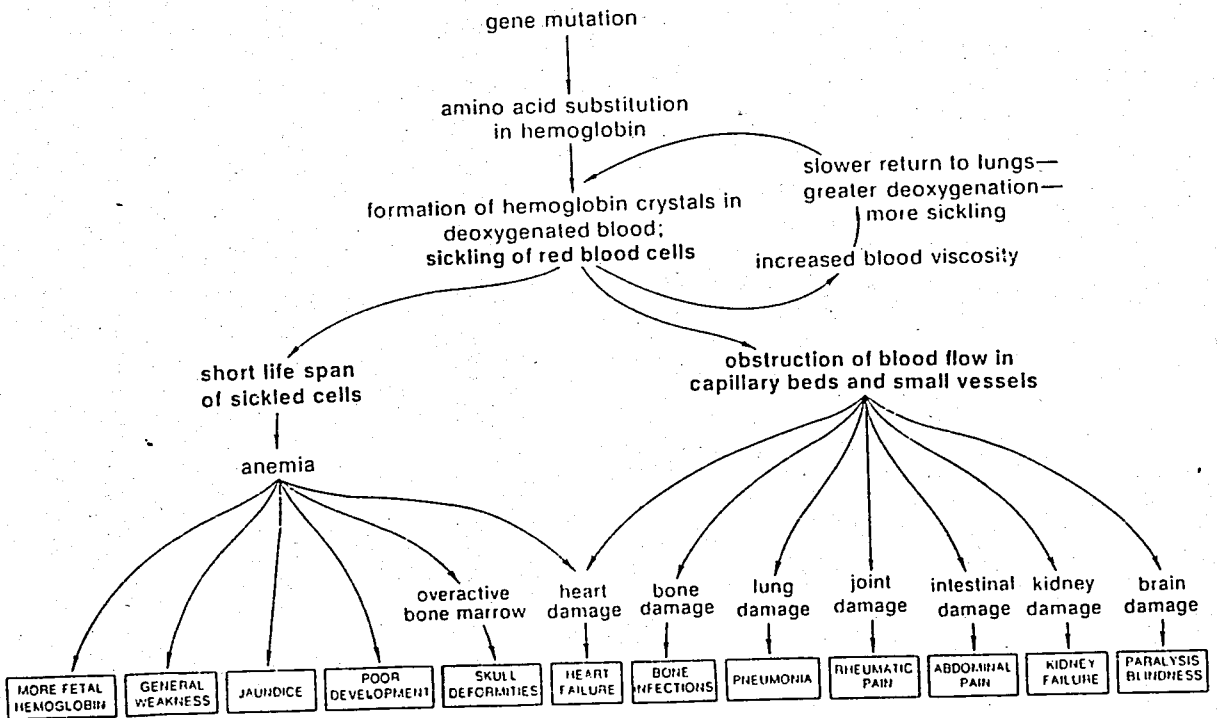 gene mutation
amino acid substitution
in hemoglobin
slower return to lungs—
greater deoxygenation—
more sickling
formation of hemoglobin crystals in
deoxygenated blood;
sickling of red blood cells
increased blood viscosity
short life span
of sickled cells
obstruction of blood flow in
capillary beds and small vessels
anemia
overactive
bone marrow
heart
damage
bone
damage
lung
damage
joint
damage
intestinal
damage
kidney
damage
brain
damage
MORE FETAL
HEMOGLOBIN
GENERAL
WEAKNESS
JAUNDICE
POOR
DEVELOPMENT
SKULL
DEFORMITIES
HEART
FAILURE
BONE
INFECTIONS
PNEUMONIA
RHEUMATIC
PAIN
ABDOMINAL
PAIN
KIDNEY
FAILURE
PARALYSIS
BLINDNESS